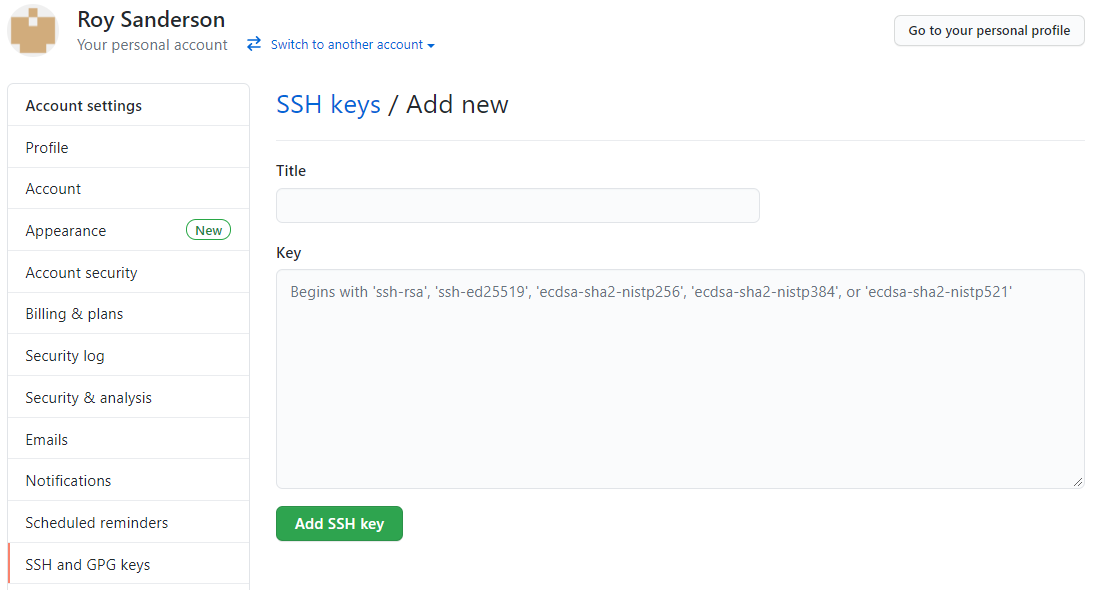 Roy Sanderson
Your personal account
Switch to another account
Go to your personal profile
Account settings
Profile
Account
Appearance New
Account security
Billing & plans
Security log
Security & analysis
Emails
Notifications
Scheduled reminders
SSH and GPG keys
SSH keys / Add new
Title
Key
Begins with 'ssh-rsa', 'ssh-ed25519', 'ecdsa-sha2-nistp256', 'ecdsa-sha2-nistp384', or 'ecdsa-sha2-nistp521'
Add SSH key